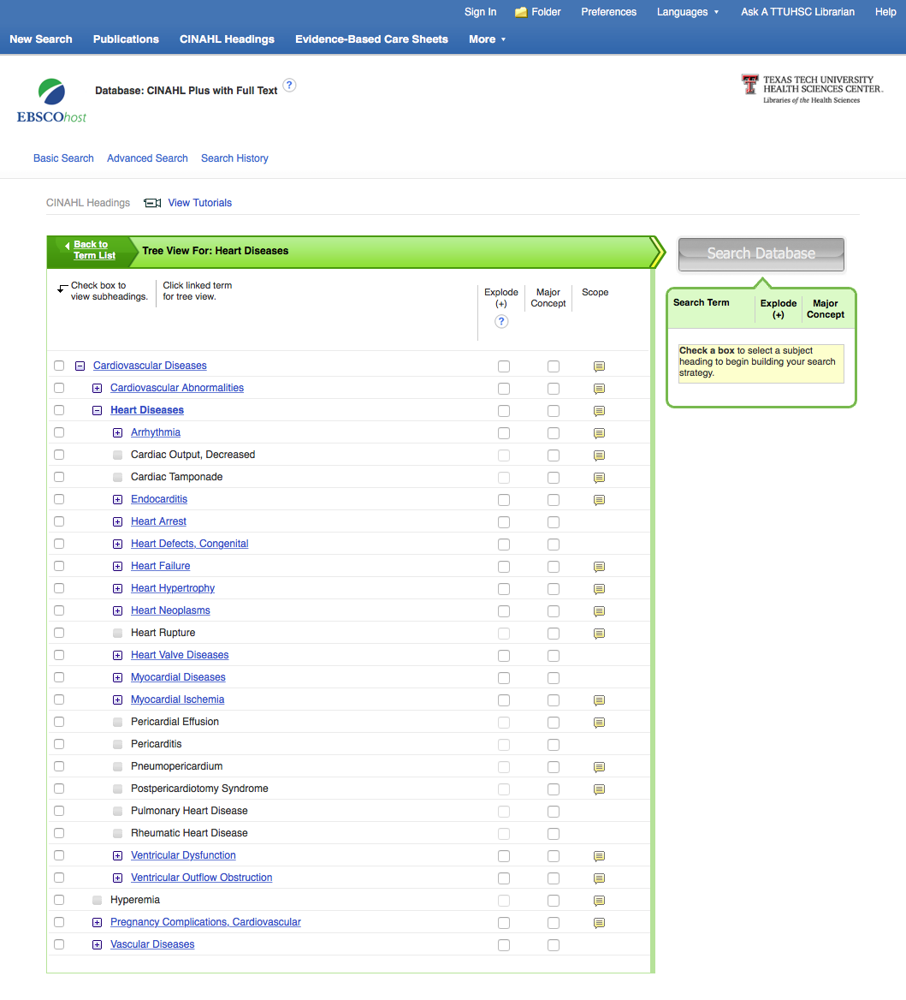 Sign In Folder Preferences Languages Ask A TTUHSC Librarian Help
New Search Publications CINAHL Headings Evidence-Based Care Sheets More
EBSCOhost
Database: CINAHL Plus with Full Text ?
TEXAS TECH UNIVERSITY
HEALTH SCIENCES CENTER
Libraries of the Health Sciences
Basic Search Advanced Search Search History
CINAHL Headings View Tutorials
Back to
Term List
Tree View For: Heart Diseases
Check box to
view subheadings.
Click linked term
for tree view.
Explode
(+)
?
Major
Concept
Scope
Cardiovascular Diseases
Cardiovascular Abnormalities
Heart Diseases
Arrhythmia
Cardiac Output, Decreased
Cardiac Tamponade
Endocarditis
Heart Arrest
Heart Defects, Congenital
Heart Failure
Heart Hypertrophy
Heart Neoplasms
Heart Rupture
Heart Valve Diseases
Myocardial Diseases
Myocardial Ischemia
Pericardial Effusion
Pericarditis
Pneumopericardium
Postpericardiotomy Syndrome
Pulmonary Heart Disease
Rheumatic Heart Disease
Ventricular Dysfunction
Ventricular Outflow Obstruction
Hyperemia
Pregnancy Complications, Cardiovascular
Vascular Diseases
Search Database
Search Term
Explode
(+)
Major
Concept
Check a box to select a subject
heading to begin building your search
strategy.